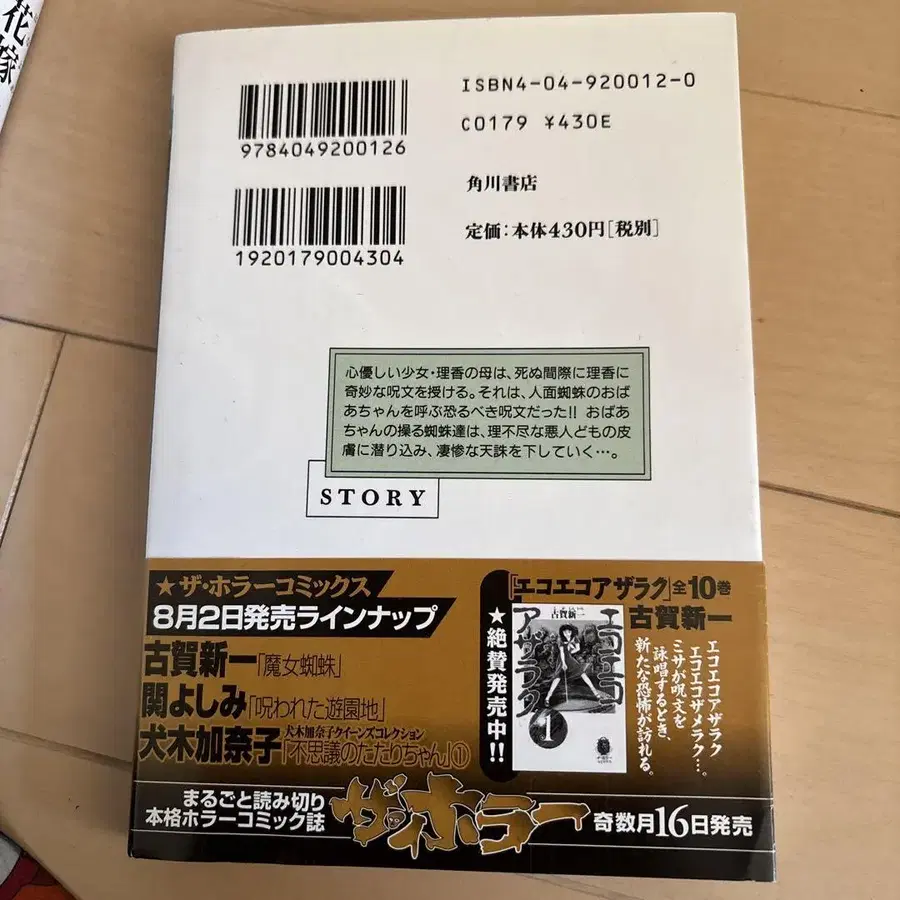 花嫁
ISBN4-04-920012-0
C0179 ¥430E
9784049200126
角川書店
1920179004304
定価:本体430円[税別]
心優しい少女・理香の母は、死ぬ間際に理香に
奇妙な呪文を授ける。それは、人面蜘蛛のおば
あちゃんを呼ぶ恐るべき呪文だった!! おばあ
ちゃんの操る蜘蛛達は、理不尽な悪人どもの皮
膚に潜り込み、凄惨な天誅を下していく…。
STORY
★ザ・ホラーコミックス
8月2日発売ラインナップ
古賀新一「魔女蜘蛛」
関よしみ「呪われた遊園地」
犬木加奈子 犬木加奈子クイーンズコレクション
「不思議のたたりちゃん」①
「エコエコアザラク」全10巻
古賀新一
★絶賛発売中!!
古賀新一
エコエコ
アザラク
1
エコエコアザラク
エコエコザメラク…。
ミサが呪文を
詠唱するとき、
新たな恐怖が訪れる。
まるごと読み切り
本格ホラーコミック誌
ザ・ホラー
奇数月16日発売